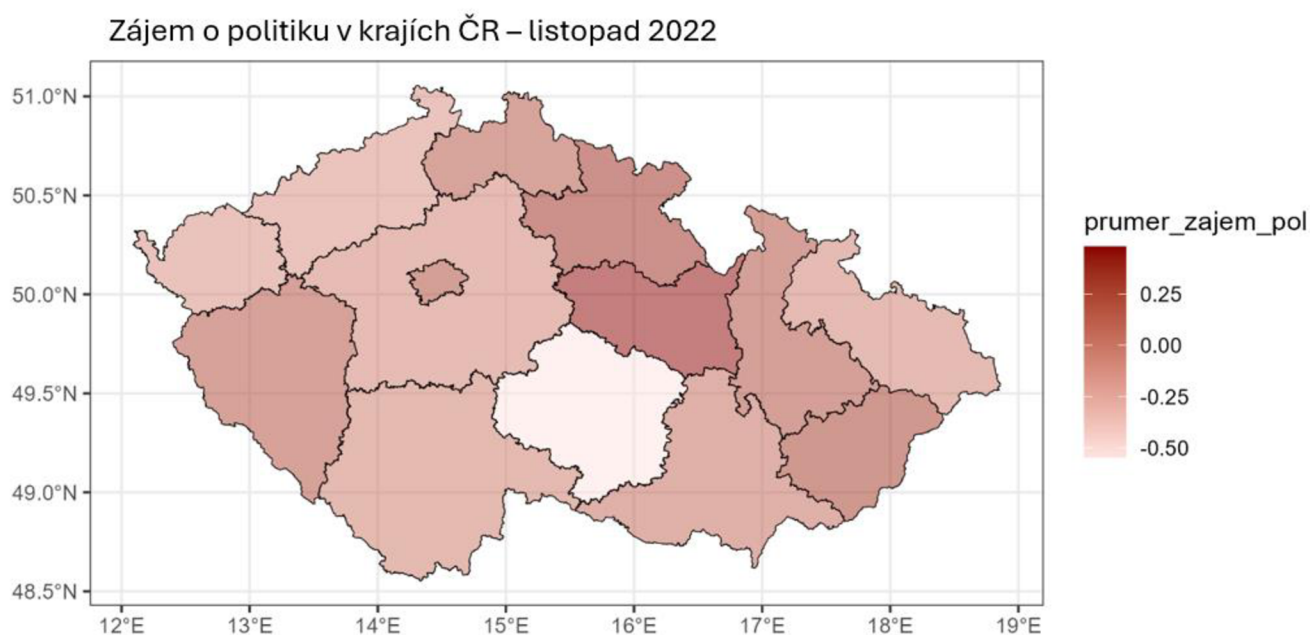 Zájem o politiku v krajích ČR – listopad 2022
51.0°N
50.5°N
50.0°N
49.5°N
49.0°N
48.5°N
12°E 13°E 14°E 15°E 16°E 17°E 18°E 19°E
prumer_zajem_pol
0.25
0.00
-0.25
-0.50